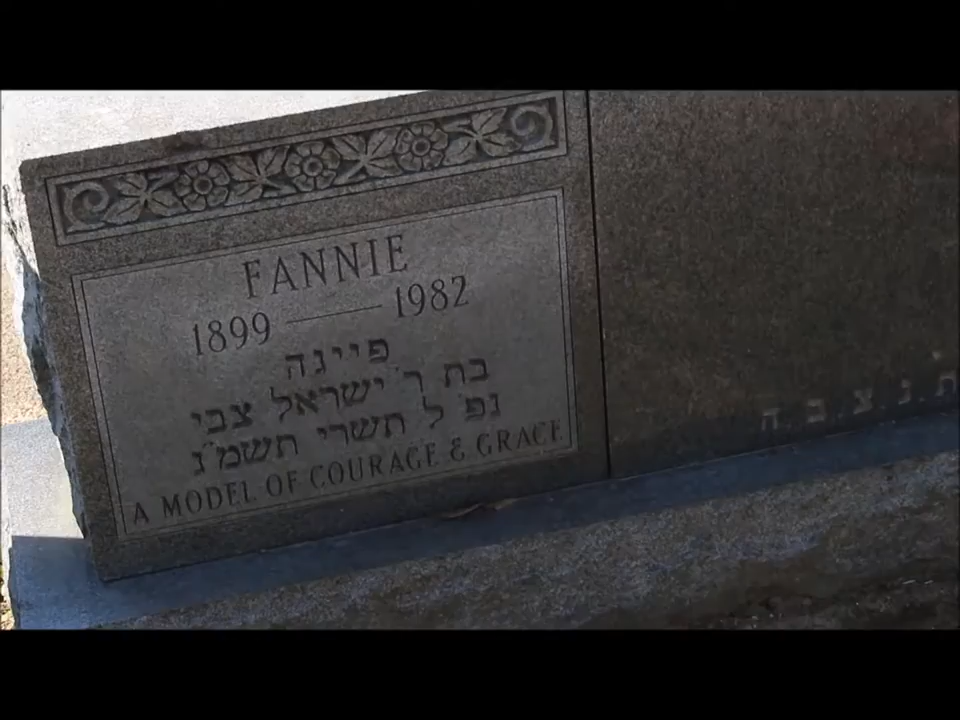 FANNIE
1899 — 1982
פיינה
בת ר' ישראל צבי
נפ' ל' תשרי תשמ"ג
A MODEL OF COURAGE & GRACE
ת.נ.צ.ב.ה